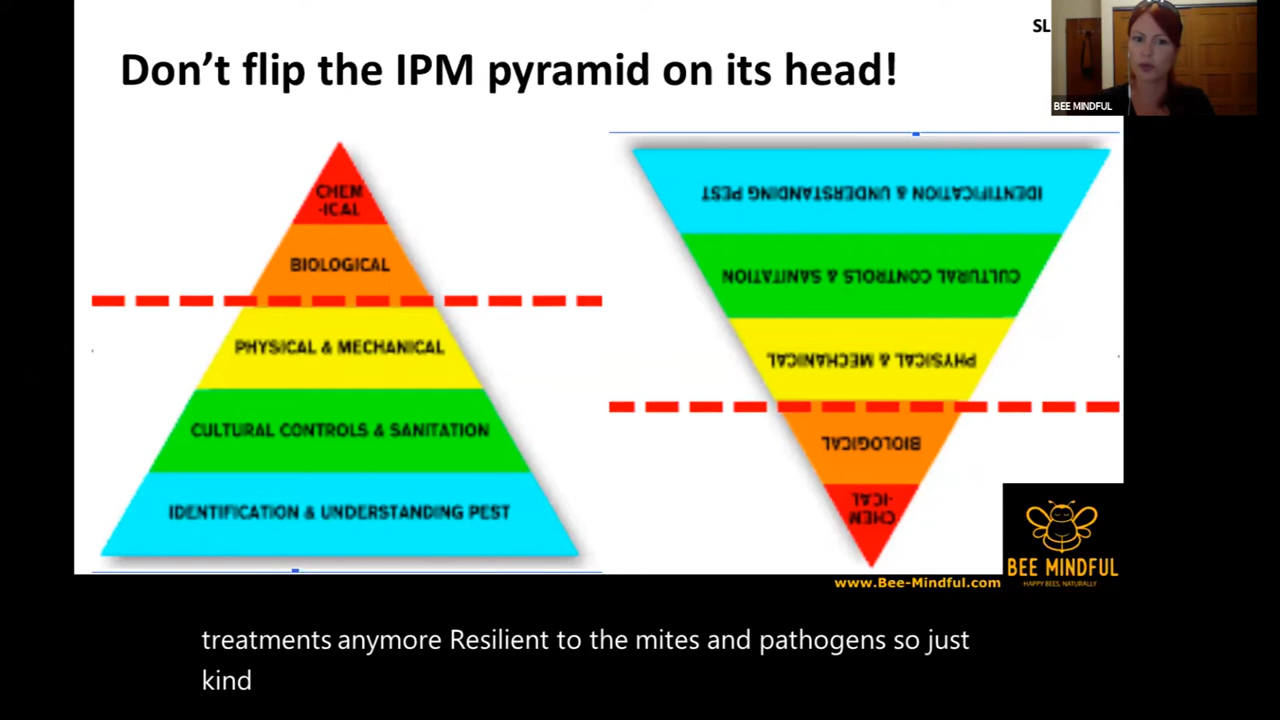 SL
Don't flip the IPM pyramid on its head!
BEE MINDFUL
CHEM
-ICAL
BIOLOGICAL
PHYSICAL & MECHANICAL
CULTURAL CONTROLS & SANITATION
IDENTIFICATION & UNDERSTANDING PEST
IDENTIFICATION & UNDERSTANDING PEST
CULTURAL CONTROLS & SANITATION
PHYSICAL & MECHANICAL
BIOLOGICAL
CHEM
-ICAL
BEE MINDFUL
HAPPY BEES, NATURALLY
www.Bee-Mindful.com
treatments anymore Resilient to the mites and pathogens so just
kind